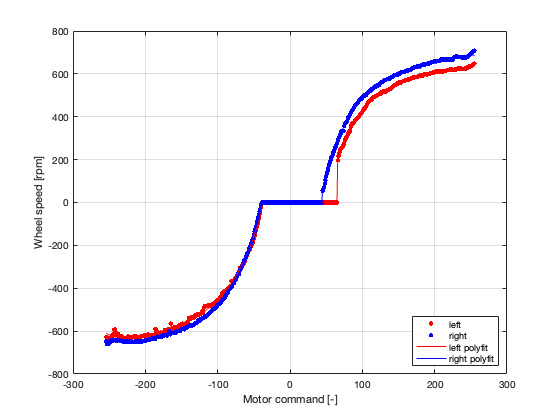 800
600
400
200
0
-200
-400
-600
-800
Wheel speed [rpm]
left
right
left polyfit
right polyfit
-300 -200 -100 0 100 200 300
Motor command [-]